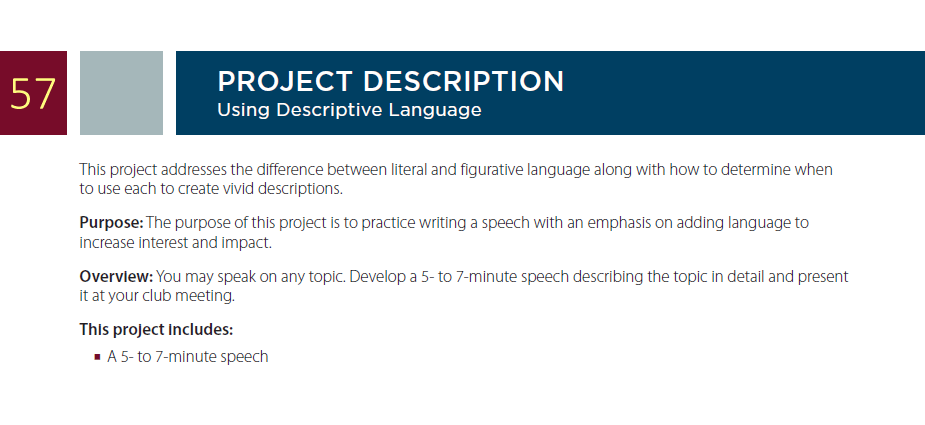 57
PROJECT DESCRIPTION
Using Descriptive Language
This project addresses the difference between literal and figurative language along with how to determine when
to use each to create vivid descriptions.
Purpose: The purpose of this project is to practice writing a speech with an emphasis on adding language to
increase interest and impact.
Overview: You may speak on any topic. Develop a 5- to 7-minute speech describing the topic in detail and present
it at your club meeting.
This project includes:
▪ A 5- to 7-minute speech